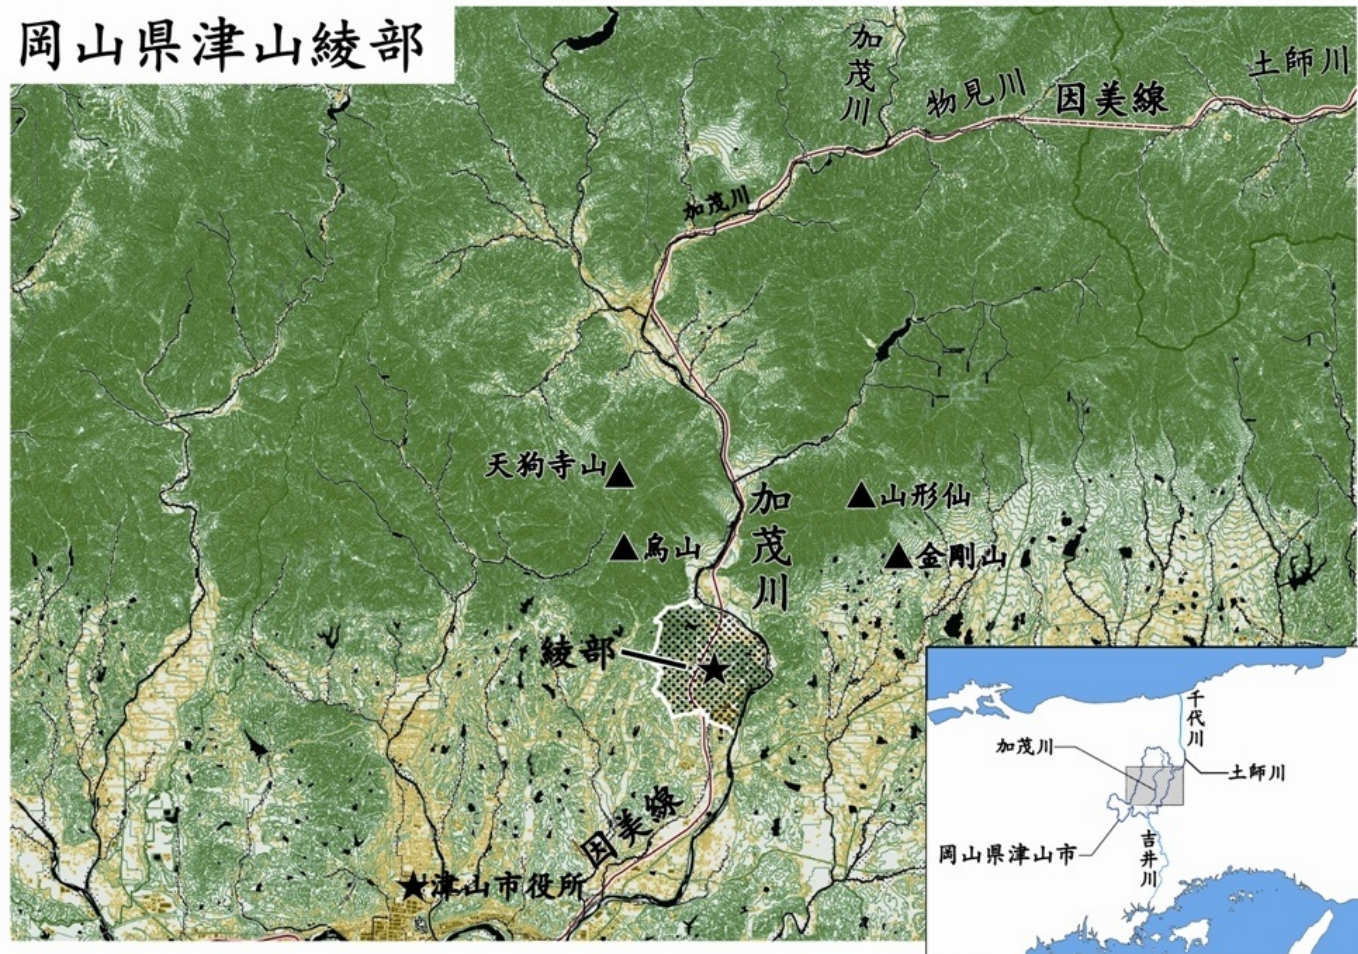 岡山県津山綾部
加茂川
物見川
因美線
土師川
加茂川
天狗寺山
山形仙
加茂川
烏山
金剛山
綾部
因美線
津山市役所
千代川
加茂川
土師川
岡山県津山市
吉井川